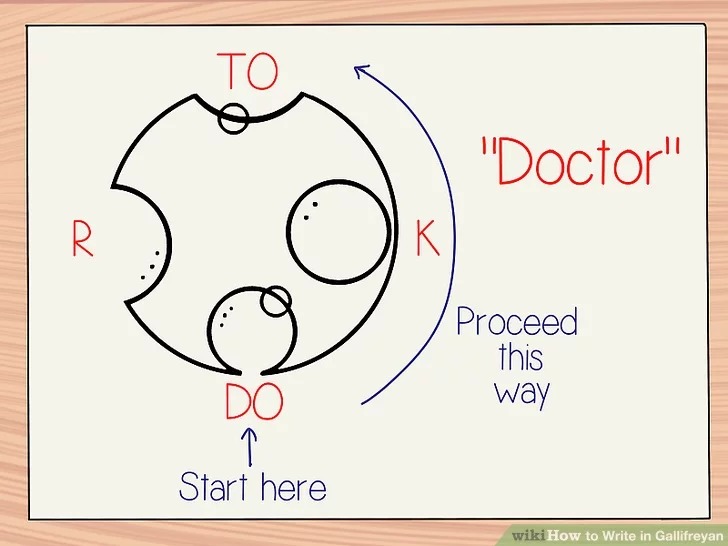 TO
"Doctor"
R
K
Proceed
this
way
DO
Start here
wikiHow to Write in Gallifreyan